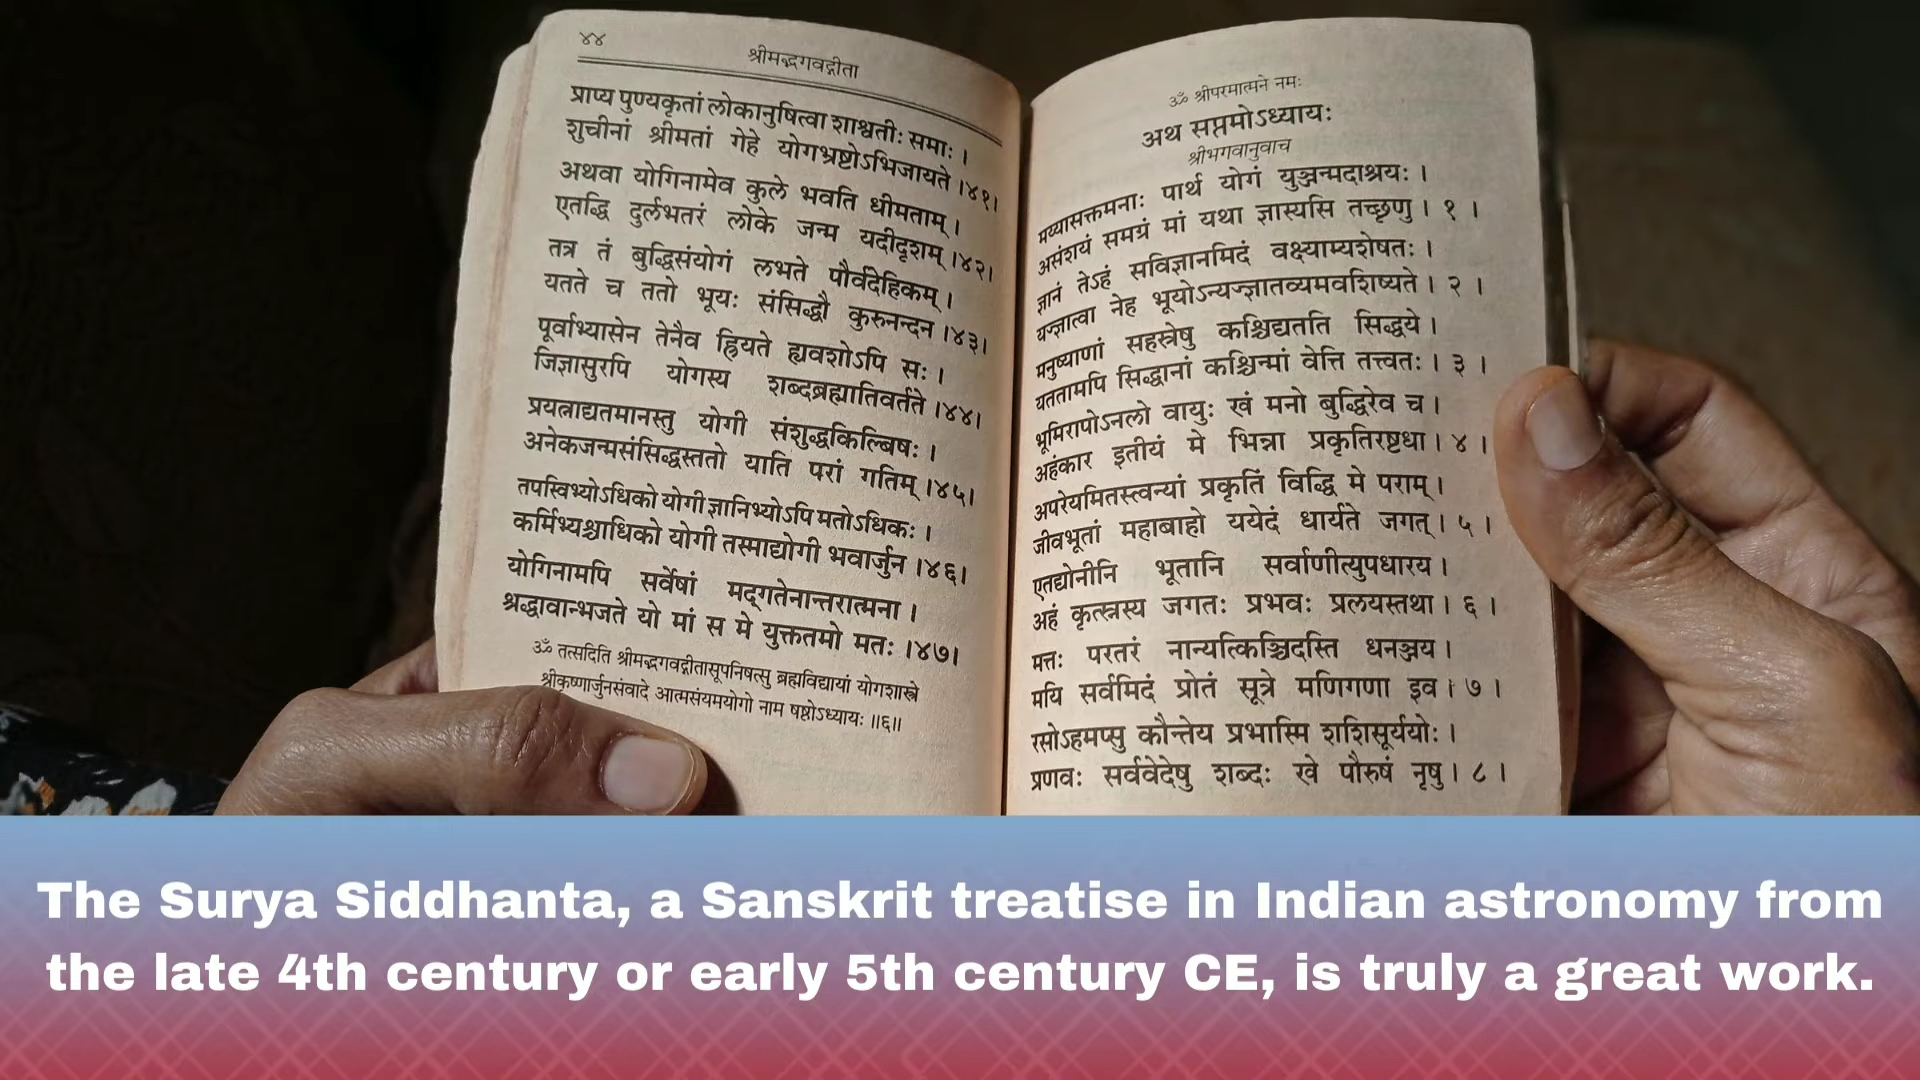 ४४
श्रीमद्भगवद्गीता
प्राप्य पुण्यकृतां लोकानुषित्वा शाश्वतीः समाः ।
शुचीनां श्रीमतां गेहे योगभ्रष्टोऽभिजायते ।४१।
अथवा योगिनामेव कुले भवति धीमताम् ।
एतद्धि दुर्लभतरं लोके जन्म यदीदृशम् ।४२।
तत्र तं बुद्धिसंयोगं लभते पौर्वदेहिकम् ।
यतते च ततो भूयः संसिद्धौ कुरुनन्दन ।४३।
पूर्वाभ्यासेन तेनैव ह्रियते ह्यवशोऽपि सः ।
जिज्ञासुरपि योगस्य शब्दब्रह्मातिवर्तते ।४४।
प्रयत्नाद्यतमानस्तु योगी संशुद्धकिल्बिषः ।
अनेकजन्मसंसिद्धस्ततो याति परां गतिम् ।४५।
तपस्विभ्योऽधिको योगी ज्ञानिभ्योऽपि मतोऽधिकः ।
कर्मिभ्यश्चाधिको योगी तस्माद्योगी भवार्जुन ।४६।
योगिनामपि सर्वेषां मद्‌गतेनान्तरात्मना ।
श्रद्धावान्भजते यो मां स मे युक्ततमो मतः ।४७।
ॐ तत्सदिति श्रीमद्भगवद्गीतासूपनिषत्सु ब्रह्मविद्यायां योगशास्त्रे
श्रीकृष्णार्जुनसंवादे आत्मसंयमयोगो नाम षष्ठोऽध्यायः ॥६॥
ॐ श्रीपरमात्मने नमः
अथ सप्तमोऽध्यायः
श्रीभगवानुवाच
मय्यासक्तमनाः पार्थ योगं युञ्जन्मदाश्रयः ।
असंशयं समग्रं मां यथा ज्ञास्यसि तच्छृणु । १ ।
ज्ञानं तेऽहं सविज्ञानमिदं वक्ष्याम्यशेषतः ।
यज्ज्ञात्वा नेह भूयोऽन्यज्ज्ञातव्यमवशिष्यते । २ ।
मनुष्याणां सहस्त्रेषु कश्चिद्यतति सिद्धये ।
यततामपि सिद्धानां कश्चिन्मां वेत्ति तत्त्वतः । ३ ।
भूमिरापोऽनलो वायुः खं मनो बुद्धिरेव च ।
अहंकार इतीयं मे भिन्ना प्रकृतिरष्टधा । ४ ।
अपरेयमितस्त्वन्यां प्रकृतिं विद्धि मे पराम् ।
जीवभूतां महाबाहो ययेदं धार्यते जगत् । ५ ।
एतद्योनीनि भूतानि सर्वाणीत्युपधारय ।
अहं कृत्स्नस्य जगतः प्रभवः प्रलयस्तथा । ६ ।
मत्तः परतरं नान्यत्किञ्चिदस्ति धनञ्जय ।
मयि सर्वमिदं प्रोतं सूत्रे मणिगणा इव । ७ ।
रसोऽहमप्सु कौन्तेय प्रभास्मि शशिसूर्ययोः ।
प्रणवः सर्ववेदेषु शब्दः खे पौरुषं नृषु । ८ ।
The Surya Siddhanta, a Sanskrit treatise in Indian astronomy from
the late 4th century or early 5th century CE, is truly a great work.